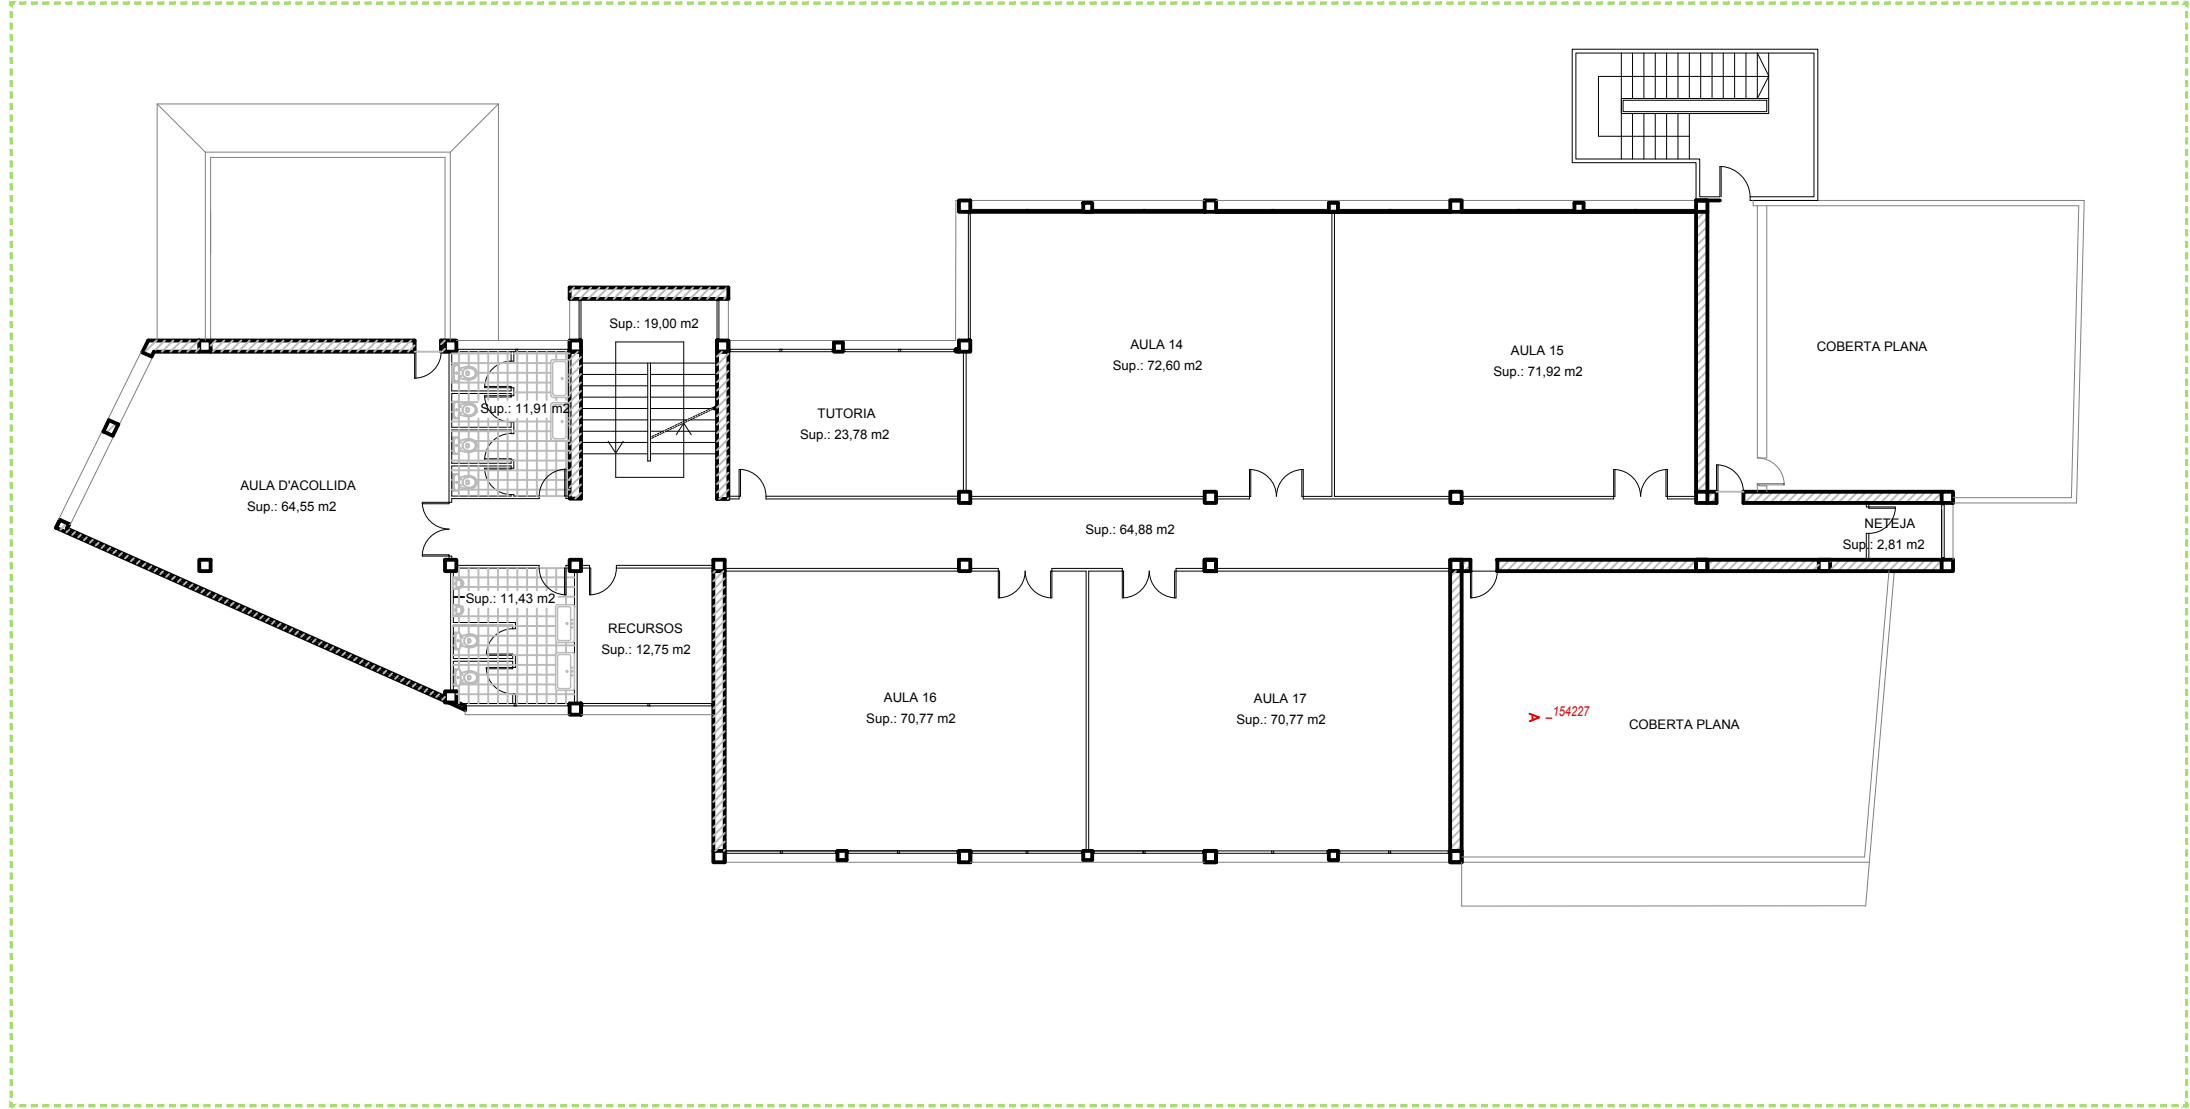 Sup.: 19,00 m2
AULA 14
Sup.: 72,60 m2
AULA 15
Sup.: 71,92 m2
COBERTA PLANA
Sup.: 11,91 m2
TUTORIA
Sup.: 23,78 m2
AULA D'ACOLLIDA
Sup.: 64,55 m2
Sup.: 64,88 m2
NETEJA
Sup.: 2,81 m2
Sup.: 11,43 m2
RECURSOS
Sup.: 12,75 m2
AULA 16
Sup.: 70,77 m2
AULA 17
Sup.: 70,77 m2
A _154227
COBERTA PLANA